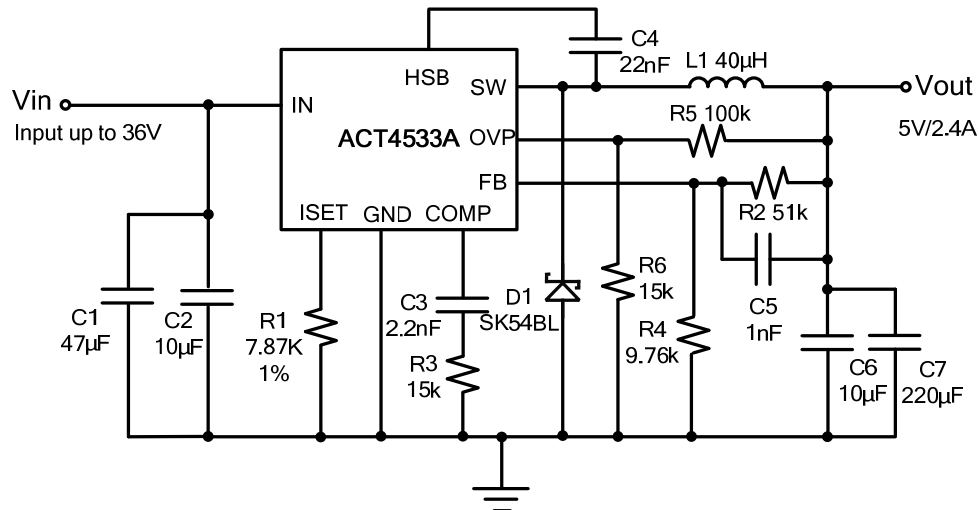 C4
22nF
L1 40µH
HSB
SW
Vin
Input up to 36V
IN
Vout
5V/2.4A
R5 100k
ACT4533A
OVP
FB
R2 51k
ISET
GND
COMP
C1
47µF
C2
10µF
R1
7.87K
1%
C3
2.2nF
R3
15k
D1
SK54BL
R6
15k
R4
9.76k
C5
1nF
C6
10µF
C7
220µF